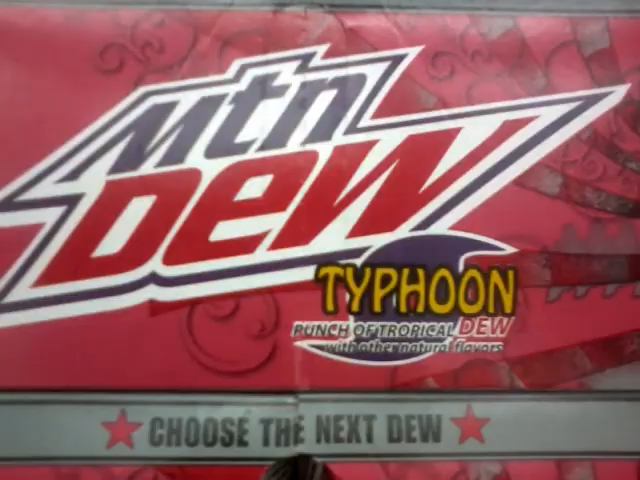 Mtn
Dew
TYPHOON
PUNCH OF TROPICAL DEW
with other natural flavors
CHOOSE THE NEXT DEW